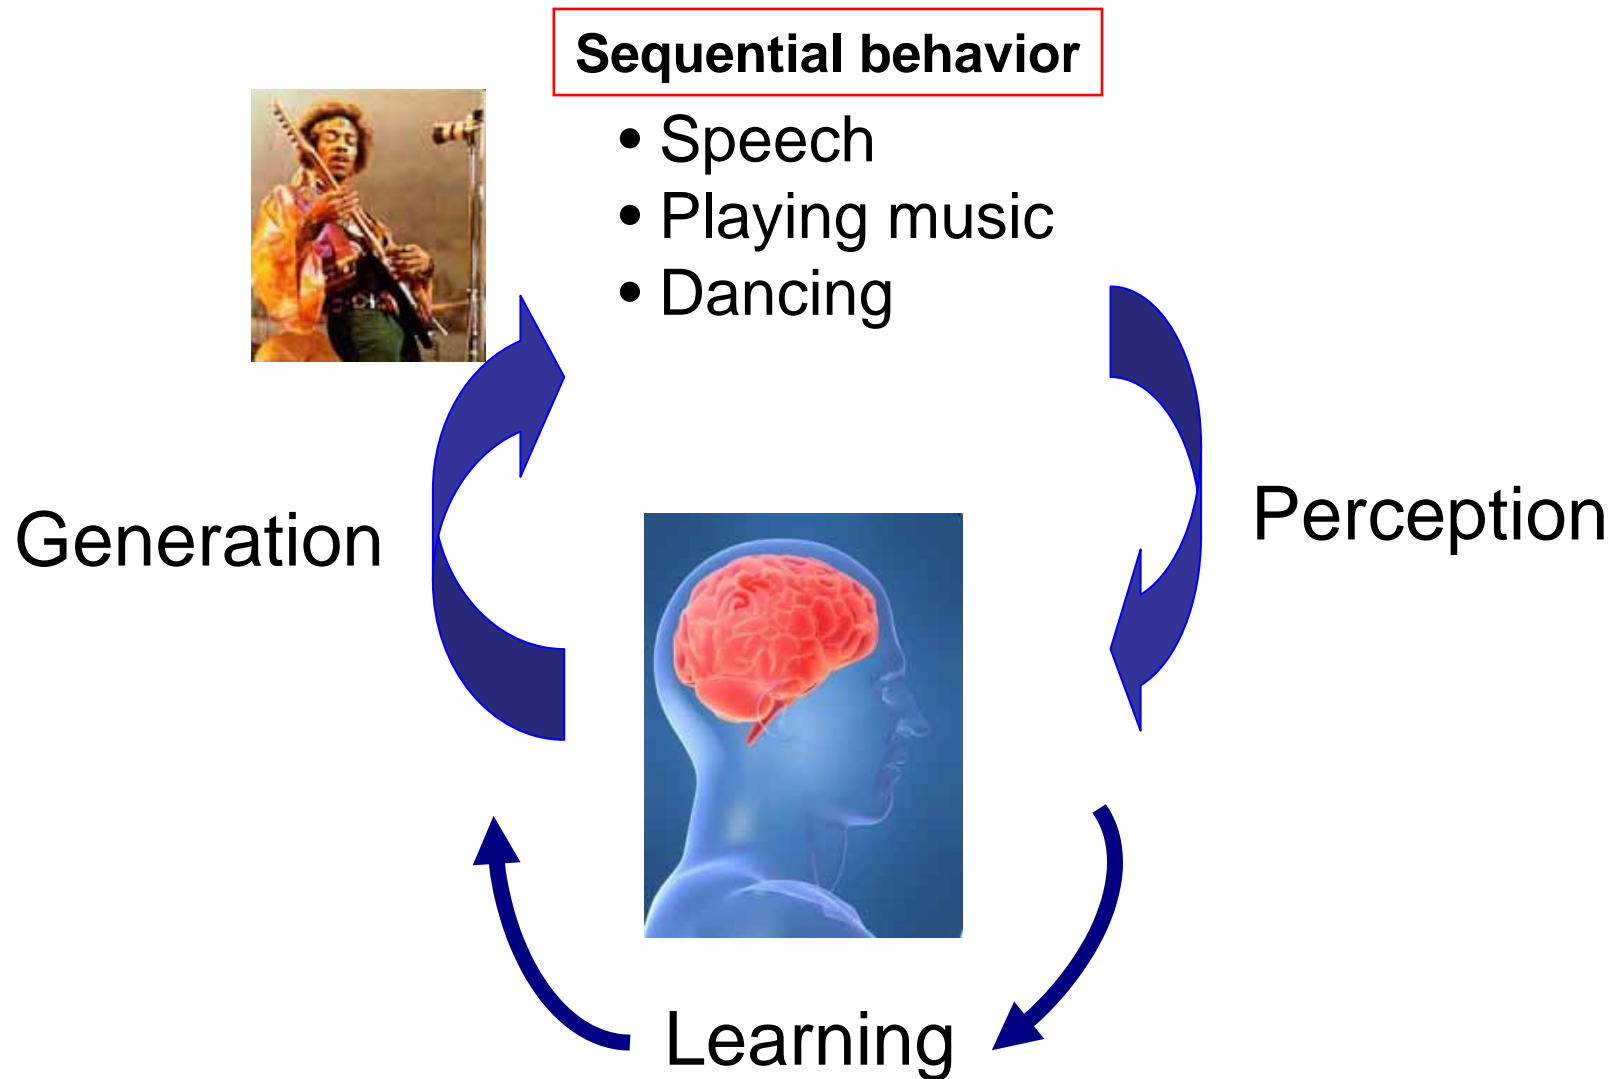 Sequential behavior
• Speech
• Playing music
• Dancing
Generation
Perception
Learning